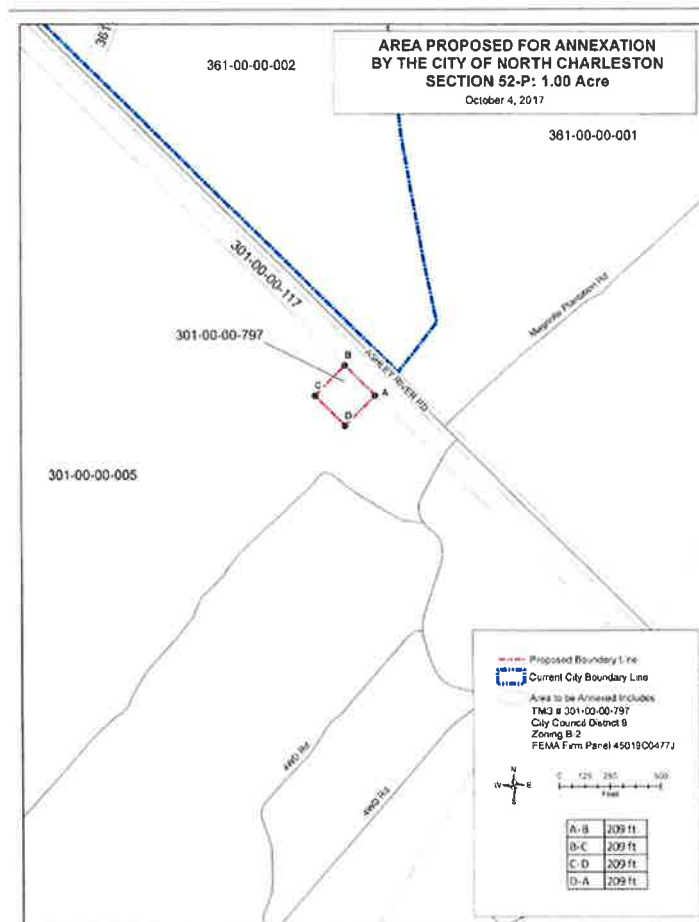 361
361-00-00-002
AREA PROPOSED FOR ANNEXATION
BY THE CITY OF NORTH CHARLESTON
SECTION 52-P: 1.00 Acre
October 4, 2017
361-00-00-001
301-00-00-117
Magnolia Plantation Rd
301-00-00-797
ASHLEY RIVER RD
B
C
A
D
301-00-00-005
4WD Rd
4WD Rd
Proposed Boundary Line
Current City Boundary Line
Area to be Annexed Includes
TMS # 301-00-00-797
City Council District 9
Zoning B-2
FEMA Firm Panel 45019C0477J
N
W E
S
0 125 250 500
Feet
A-B 209 ft
B-C 209 ft
C-D 209 ft
D-A 209 ft